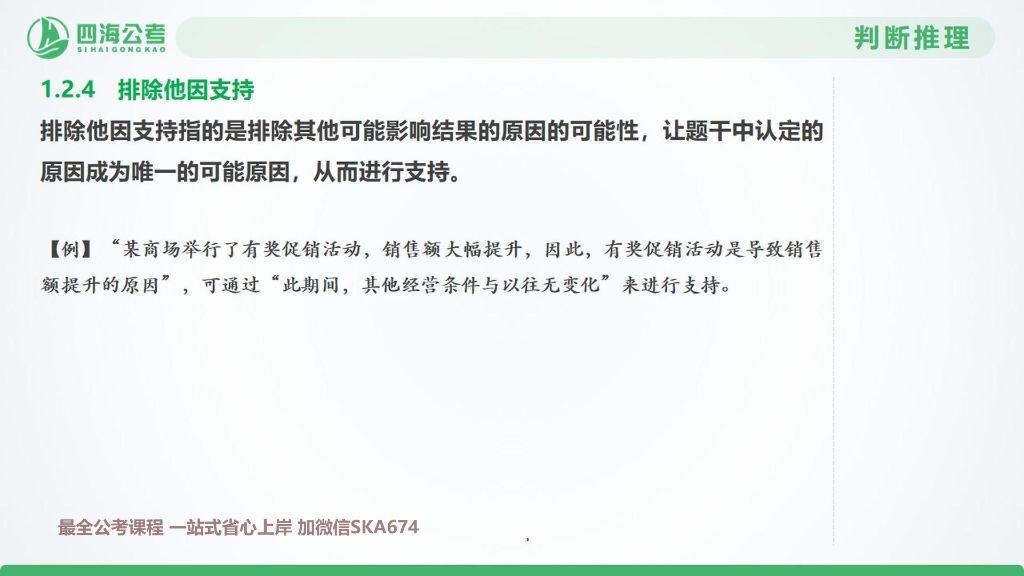 四海公考
SIHAIGONGKAO
判断推理
1.2.4 排除他因支持
排除他因支持指的是排除其他可能影响结果的原因的可能性，让题干中认定的
原因成为唯一的可能原因，从而进行支持。
【例】“某商场举行了有奖促销活动，销售额大幅提升，因此，有奖促销活动是导致销售
额提升的原因”，可通过“此期间，其他经营条件与以往无变化”来进行支持。
最全公考课程 一站式省心上岸 加微信SKA674